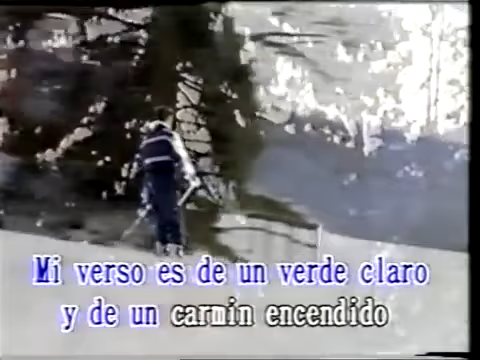 Mi verso es de un verde claro
y de un carmin encendido